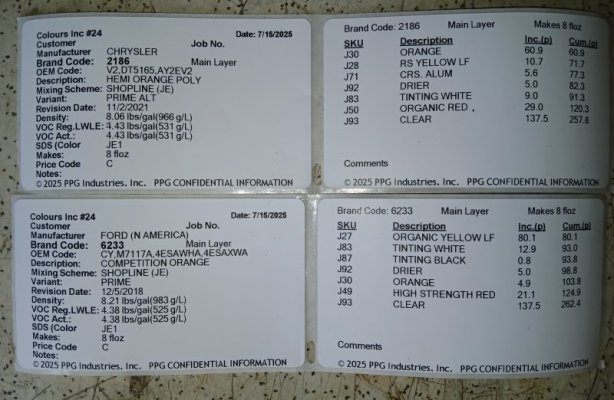 Colours Inc #24 Date: 7/15/2025
Customer Job No.
Manufacturer CHRYSLER
Brand Code: 2186 Main Layer
OEM Code: V2,DT5165,AY2EV2
Description: HEMI ORANGE POLY
Mixing Scheme: SHOPLINE (JE)
Variant: PRIME ALT
Revision Date: 11/2/2021
Density: 8.06 lbs/gal(966 g/L)
VOC Reg.LWLE: 4.43 lbs/gal(531 g/L)
VOC Act.: 4.43 lbs/gal(531 g/L)
SDS (Color JE1
Makes: 8 floz
Price Code C
Notes:
© 2025 PPG Industries. Inc. PPG CONFIDENTIAL INFORMATION
Brand Code: 2186 Main Layer Makes 8 floz
SKU Description Inc.(p) Cum.(p)
J30 ORANGE 60.9 60.9
J28 RS YELLOW LF 10.7 71.7
J71 CRS. ALUM 5.6 77.3
J92 DRIER 5.0 82.3
J83 TINTING WHITE 9.0 91.3
J50 ORGANIC RED 29.0 120.3
J93 CLEAR 137.5 257.8
Comments
© 2025 PPG Industries, Inc. PPG CONFIDENTIAL INFORMATION
Colours Inc #24 Date: 7/15/2025
Customer Job No.
Manufacturer FORD (N AMERICA)
Brand Code: 6233 Main Layer
OEM Code: CY,M7117A,4ESAWHA,4ESAXWA
Description: COMPETITION ORANGE
Mixing Scheme: SHOPLINE (JE)
Variant: PRIME
Revision Date: 12/5/2018
Density: 8.21 lbs/gal(983 g/L)
VOC Reg.LWLE: 4.38 lbs/gal(525 g/L)
VOC Act.: 4.38 lbs/gal(525 g/L)
SDS (Color JE1
Makes: 8 floz
Price Code C
Notes:
© 2025 PPG Industries, Inc. PPG CONFIDENTIAL INFORMATION
Brand Code: 6233 Main Layer Makes 8 floz
SKU Description Inc.(p) Cum.(p)
J27 ORGANIC YELLOW LF 80.1 80.1
J83 TINTING WHITE 12.9 93.0
J87 TINTING BLACK 0.8 93.8
J92 DRIER 5.0 98.8
J30 ORANGE 4.9 103.8
J49 HIGH STRENGTH RED 21.1 124.9
J93 CLEAR 137.5 262.4
Comments
© 2025 PPG Industries, Inc. PPG CONFIDENTIAL INFORMATION